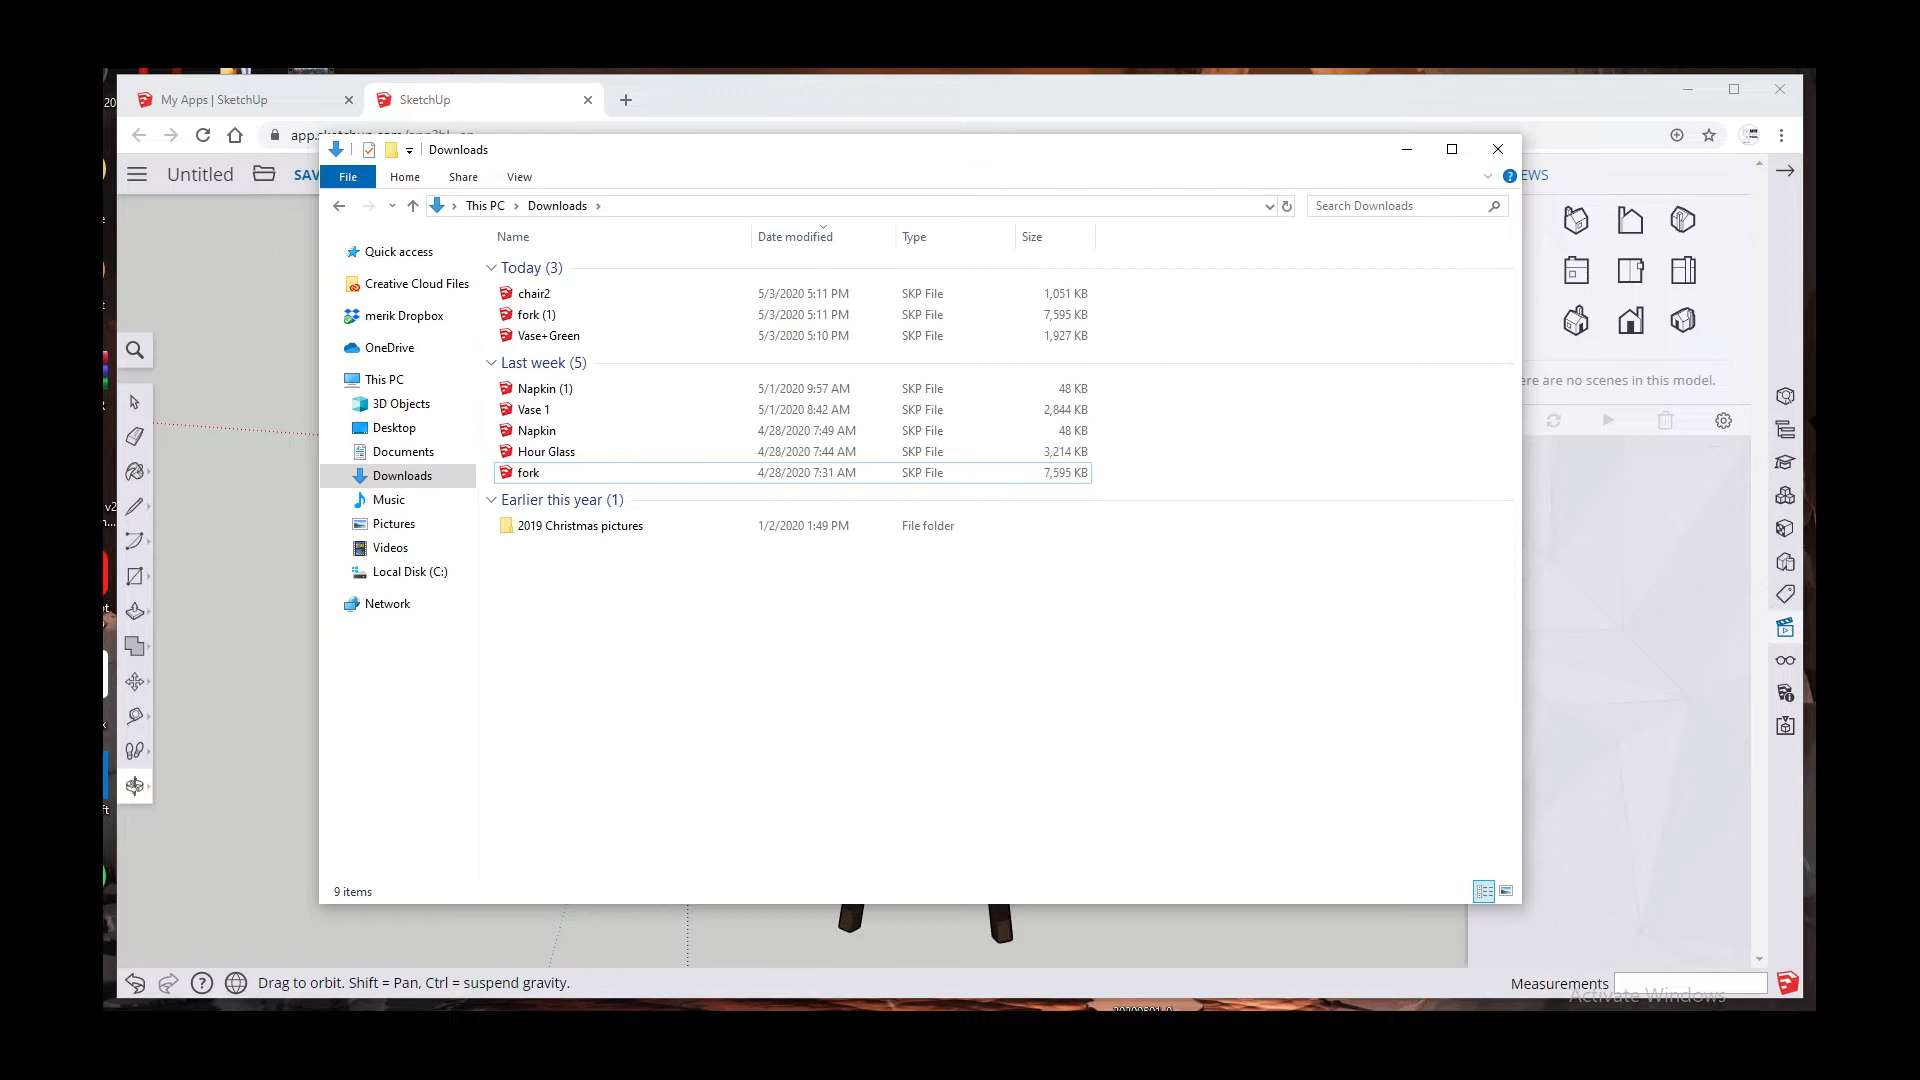 20
My Apps | SketchUp
SketchUp
Untitled
SAV
Downloads
File
Home
Share
View
EWS
This PC
Downloads
Search Downloads
Name
Date modified
Type
Size
Quick access
Creative Cloud Files
merik Dropbox
OneDrive
This PC
3D Objects
Desktop
Documents
Downloads
Music
Pictures
Videos
Local Disk (C:)
Network
Today (3)
chair2 5/3/2020 5:11 PM SKP File 1,051 KB
fork (1) 5/3/2020 5:11 PM SKP File 7,595 KB
Vase+Green 5/3/2020 5:10 PM SKP File 1,927 KB
Last week (5)
Napkin (1) 5/1/2020 9:57 AM SKP File 48 KB
Vase 1 5/1/2020 8:42 AM SKP File 2,844 KB
Napkin 4/28/2020 7:49 AM SKP File 48 KB
Hour Glass 4/28/2020 7:44 AM SKP File 3,214 KB
fork 4/28/2020 7:31 AM SKP File 7,595 KB
Earlier this year (1)
2019 Christmas pictures 1/2/2020 1:49 PM File folder
ere are no scenes in this model.
9 items
Drag to orbit. Shift = Pan, Ctrl = suspend gravity.
Measurements
Activate Windows